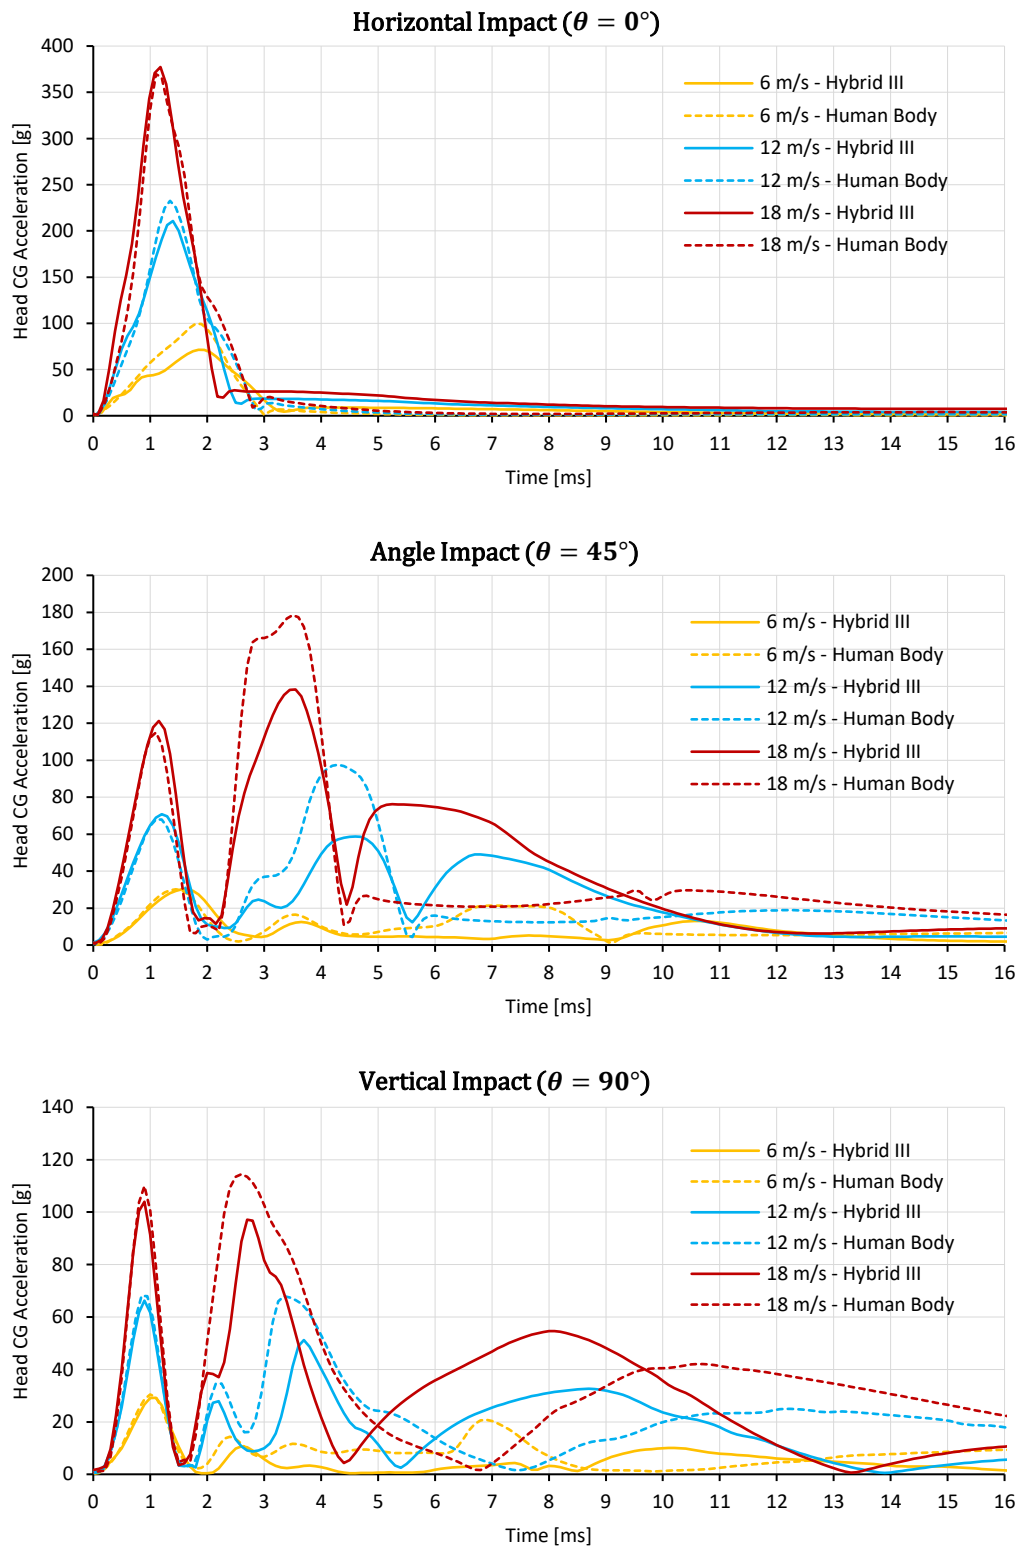 Horizontal Impact (θ = 0°)
400
350
300
250
200
150
100
50
0
Head CG Acceleration [g]
6 m/s - Hybrid III
6 m/s - Human Body
12 m/s - Hybrid III
12 m/s - Human Body
18 m/s - Hybrid III
18 m/s - Human Body
0 1 2 3 4 5 6 7 8 9 10 11 12 13 14 15 16
Time [ms]
Angle Impact (θ = 45°)
200
180
160
140
120
100
80
60
40
20
0
Head CG Acceleration [g]
6 m/s - Hybrid III
6 m/s - Human Body
12 m/s - Hybrid III
12 m/s - Human Body
18 m/s - Hybrid III
18 m/s - Human Body
0 1 2 3 4 5 6 7 8 9 10 11 12 13 14 15 16
Time [ms]
Vertical Impact (θ = 90°)
140
120
100
80
60
40
20
0
Head CG Acceleration [g]
6 m/s - Hybrid III
6 m/s - Human Body
12 m/s - Hybrid III
12 m/s - Human Body
18 m/s - Hybrid III
18 m/s - Human Body
0 1 2 3 4 5 6 7 8 9 10 11 12 13 14 15 16
Time [ms]